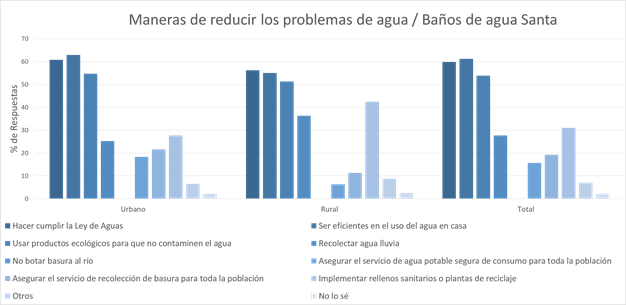 Maneras de reducir los problemas de agua / Baños de agua Santa
% de Respuestas
70
60
50
40
30
20
10
0
Urbano Rural Total
Hacer cumplir la Ley de Aguas Ser eficientes en el uso del agua en casa
Usar productos ecológicos para que no contaminen el agua Recolectar agua lluvia
No botar basura al río Asegurar el servicio de agua potable segura de consumo para toda la población
Asegurar el servicio de recolección de basura para toda la población Implementar rellenos sanitarios o plantas de reciclaje
Otros No lo sé